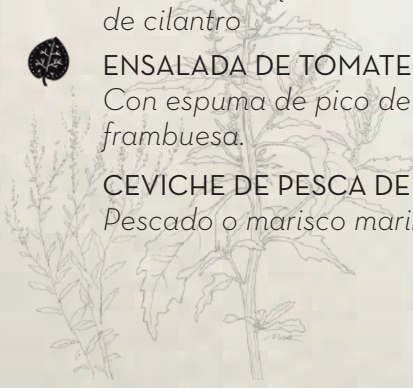 de cilantro
ENSALADA DE TOMATE
Con espuma de pico de
frambuesa.
CEVICHE DE PESCA DE
Pescado o marisco mari